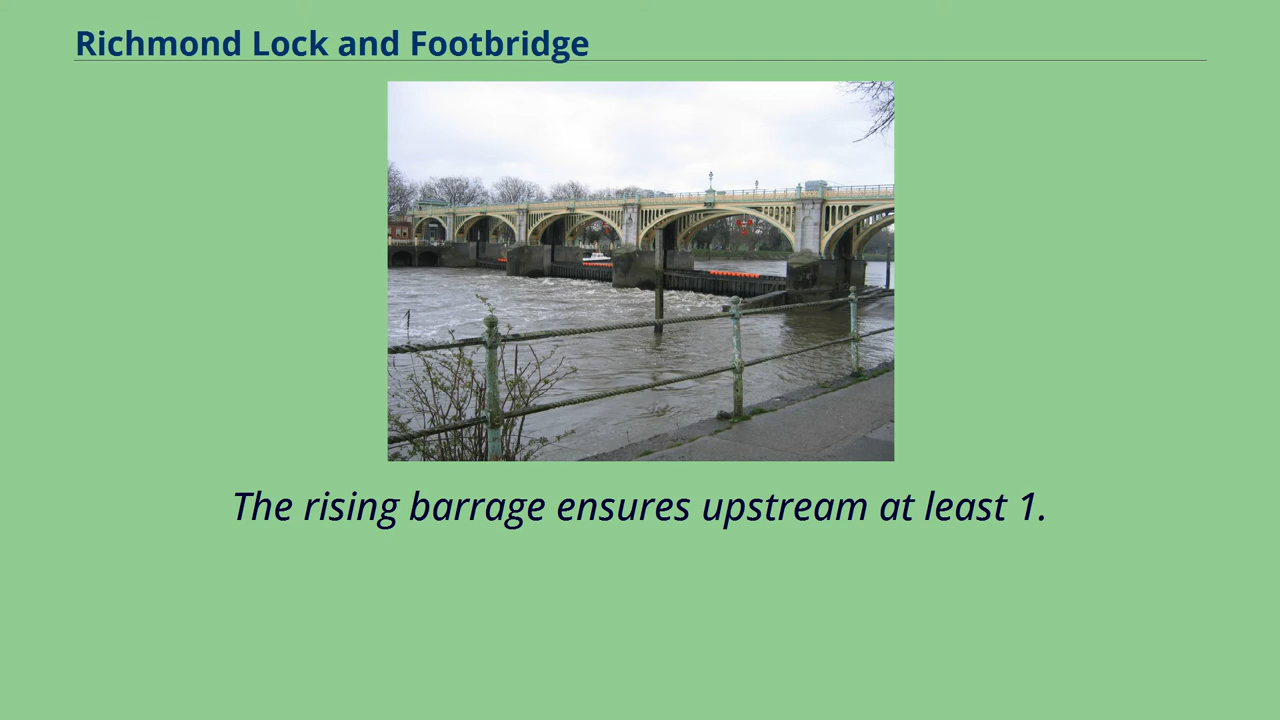 Richmond Lock and Footbridge
The rising barrage ensures upstream at least 1.